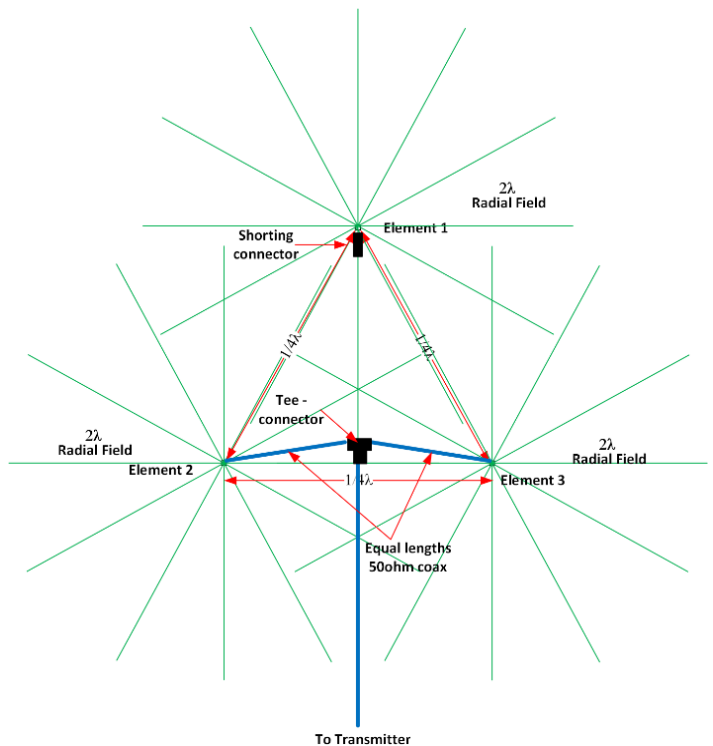 2λ
Radial Field
Element 1
Shorting
connector
1/4λ
1/4λ
Tee -
connector
2λ
Radial Field
Element 2
2λ
Radial Field
Element 3
1/4λ
Equal lengths
50ohm coax
To Transmitter